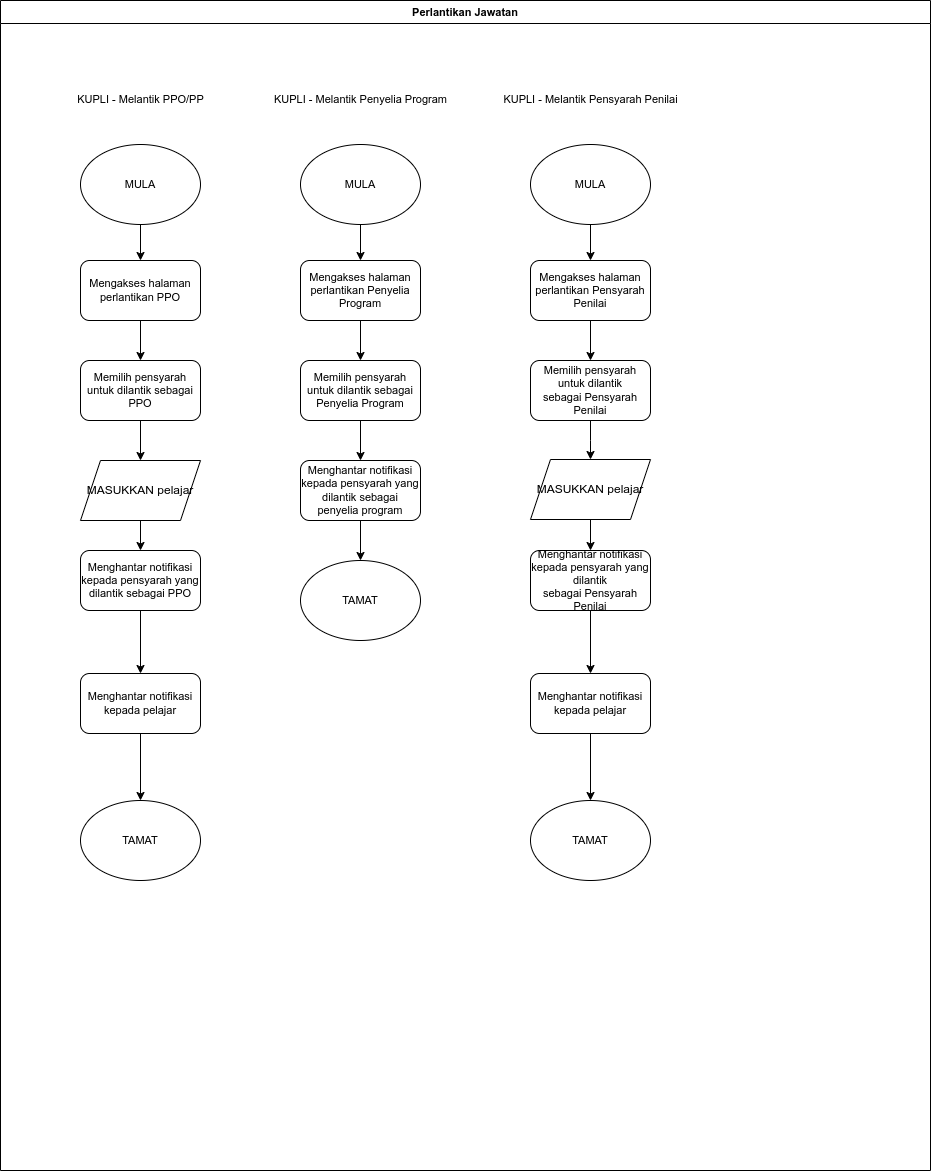 Perlantikan Jawatan
KUPLI - Melantik PPO/PP
MULA
Mengakses halaman
perlantikan PPO
Memilih pensyarah
untuk dilantik sebagai
PPO
MASUKKAN pelajar
Menghantar notifikasi
kepada pensyarah yang
dilantik sebagai PPO
Menghantar notifikasi
kepada pelajar
TAMAT
KUPLI - Melantik Penyelia Program
MULA
Mengakses halaman
perlantikan Penyelia
Program
Memilih pensyarah
untuk dilantik sebagai
Penyelia Program
Menghantar notifikasi
kepada pensyarah yang
dilantik sebagai
penyelia program
TAMAT
KUPLI - Melantik Pensyarah Penilai
MULA
Mengakses halaman
perlantikan Pensyarah
Penilai
Memilih pensyarah
untuk dilantik
sebagai Pensyarah
Penilai
MASUKKAN pelajar
Menghantar notifikasi
kepada pensyarah yang
dilantik
sebagai Pensyarah
Penilai
Menghantar notifikasi
kepada pelajar
TAMAT